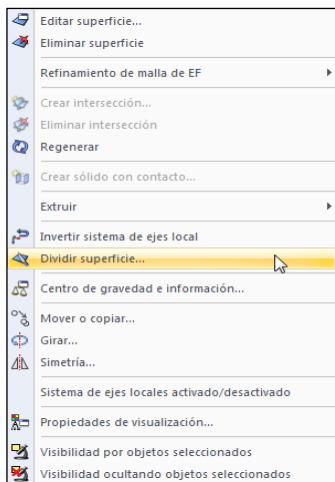 Editar superficie...
Eliminar superficie
Refinamiento de malla de EF
Crear intersección...
Eliminar intersección
Regenerar
Crear sólido con contacto...
Extruir
Invertir sistema de ejes local
Dividir superficie...
Centro de gravedad e información...
Mover o copiar...
Girar...
Simetría...
Sistema de ejes locales activado/desactivado
Propiedades de visualización...
Visibilidad por objetos seleccionados
Visibilidad ocultando objetos seleccionados